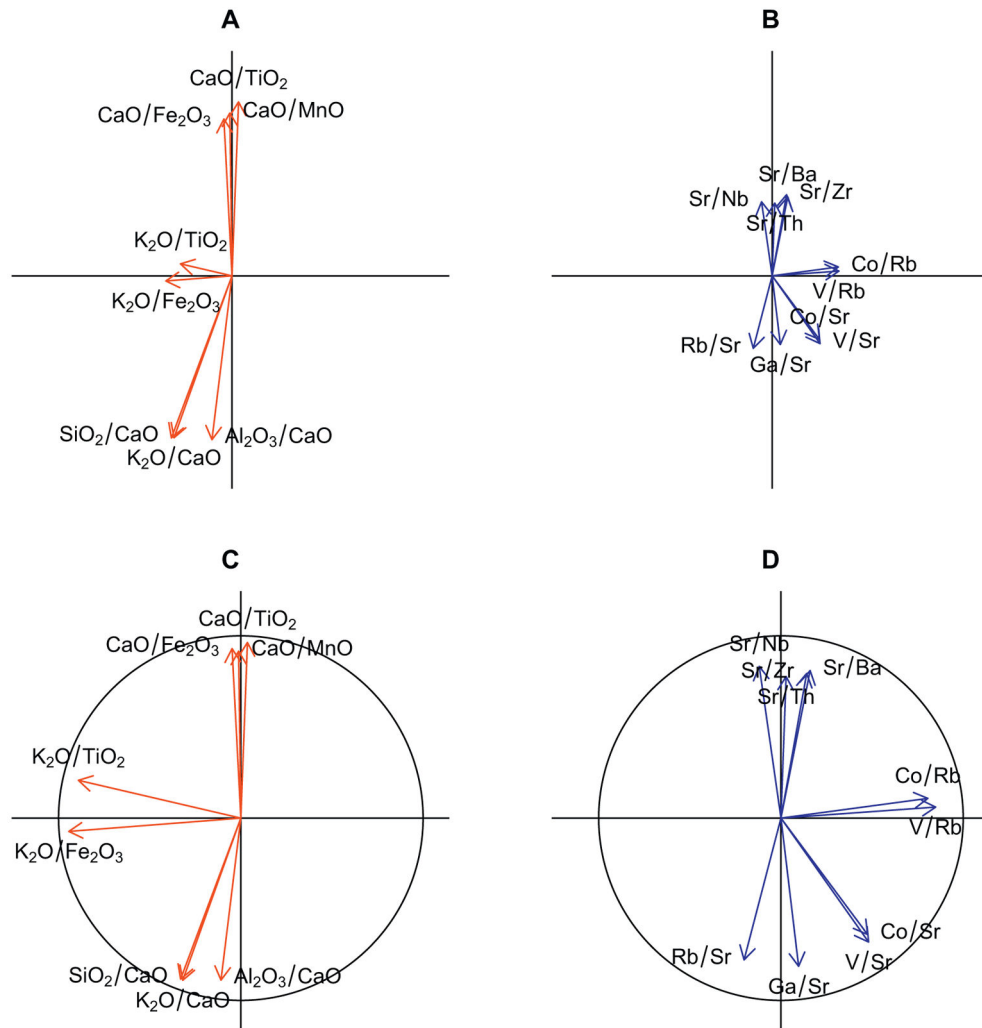 A
B
CaO/TiO₂
CaO/Fe₂O₃
CaO/MnO
K₂O/TiO₂
K₂O/Fe₂O₃
SiO₂/CaO
Al₂O₃/CaO
K₂O/CaO
Sr/Ba
Sr/Nb
Sr/Zr
Sr/Th
Co/Rb
V/Rb
Co/Sr
Rb/Sr
V/Sr
Ga/Sr
C
D
CaO/TiO₂
CaO/Fe₂O₃
CaO/MnO
K₂O/TiO₂
K₂O/Fe₂O₃
SiO₂/CaO
Al₂O₃/CaO
K₂O/CaO
Sr/Nb
Sr/Zr
Sr/Ba
Sr/Th
Co/Rb
V/Rb
Co/Sr
Rb/Sr
V/Sr
Ga/Sr